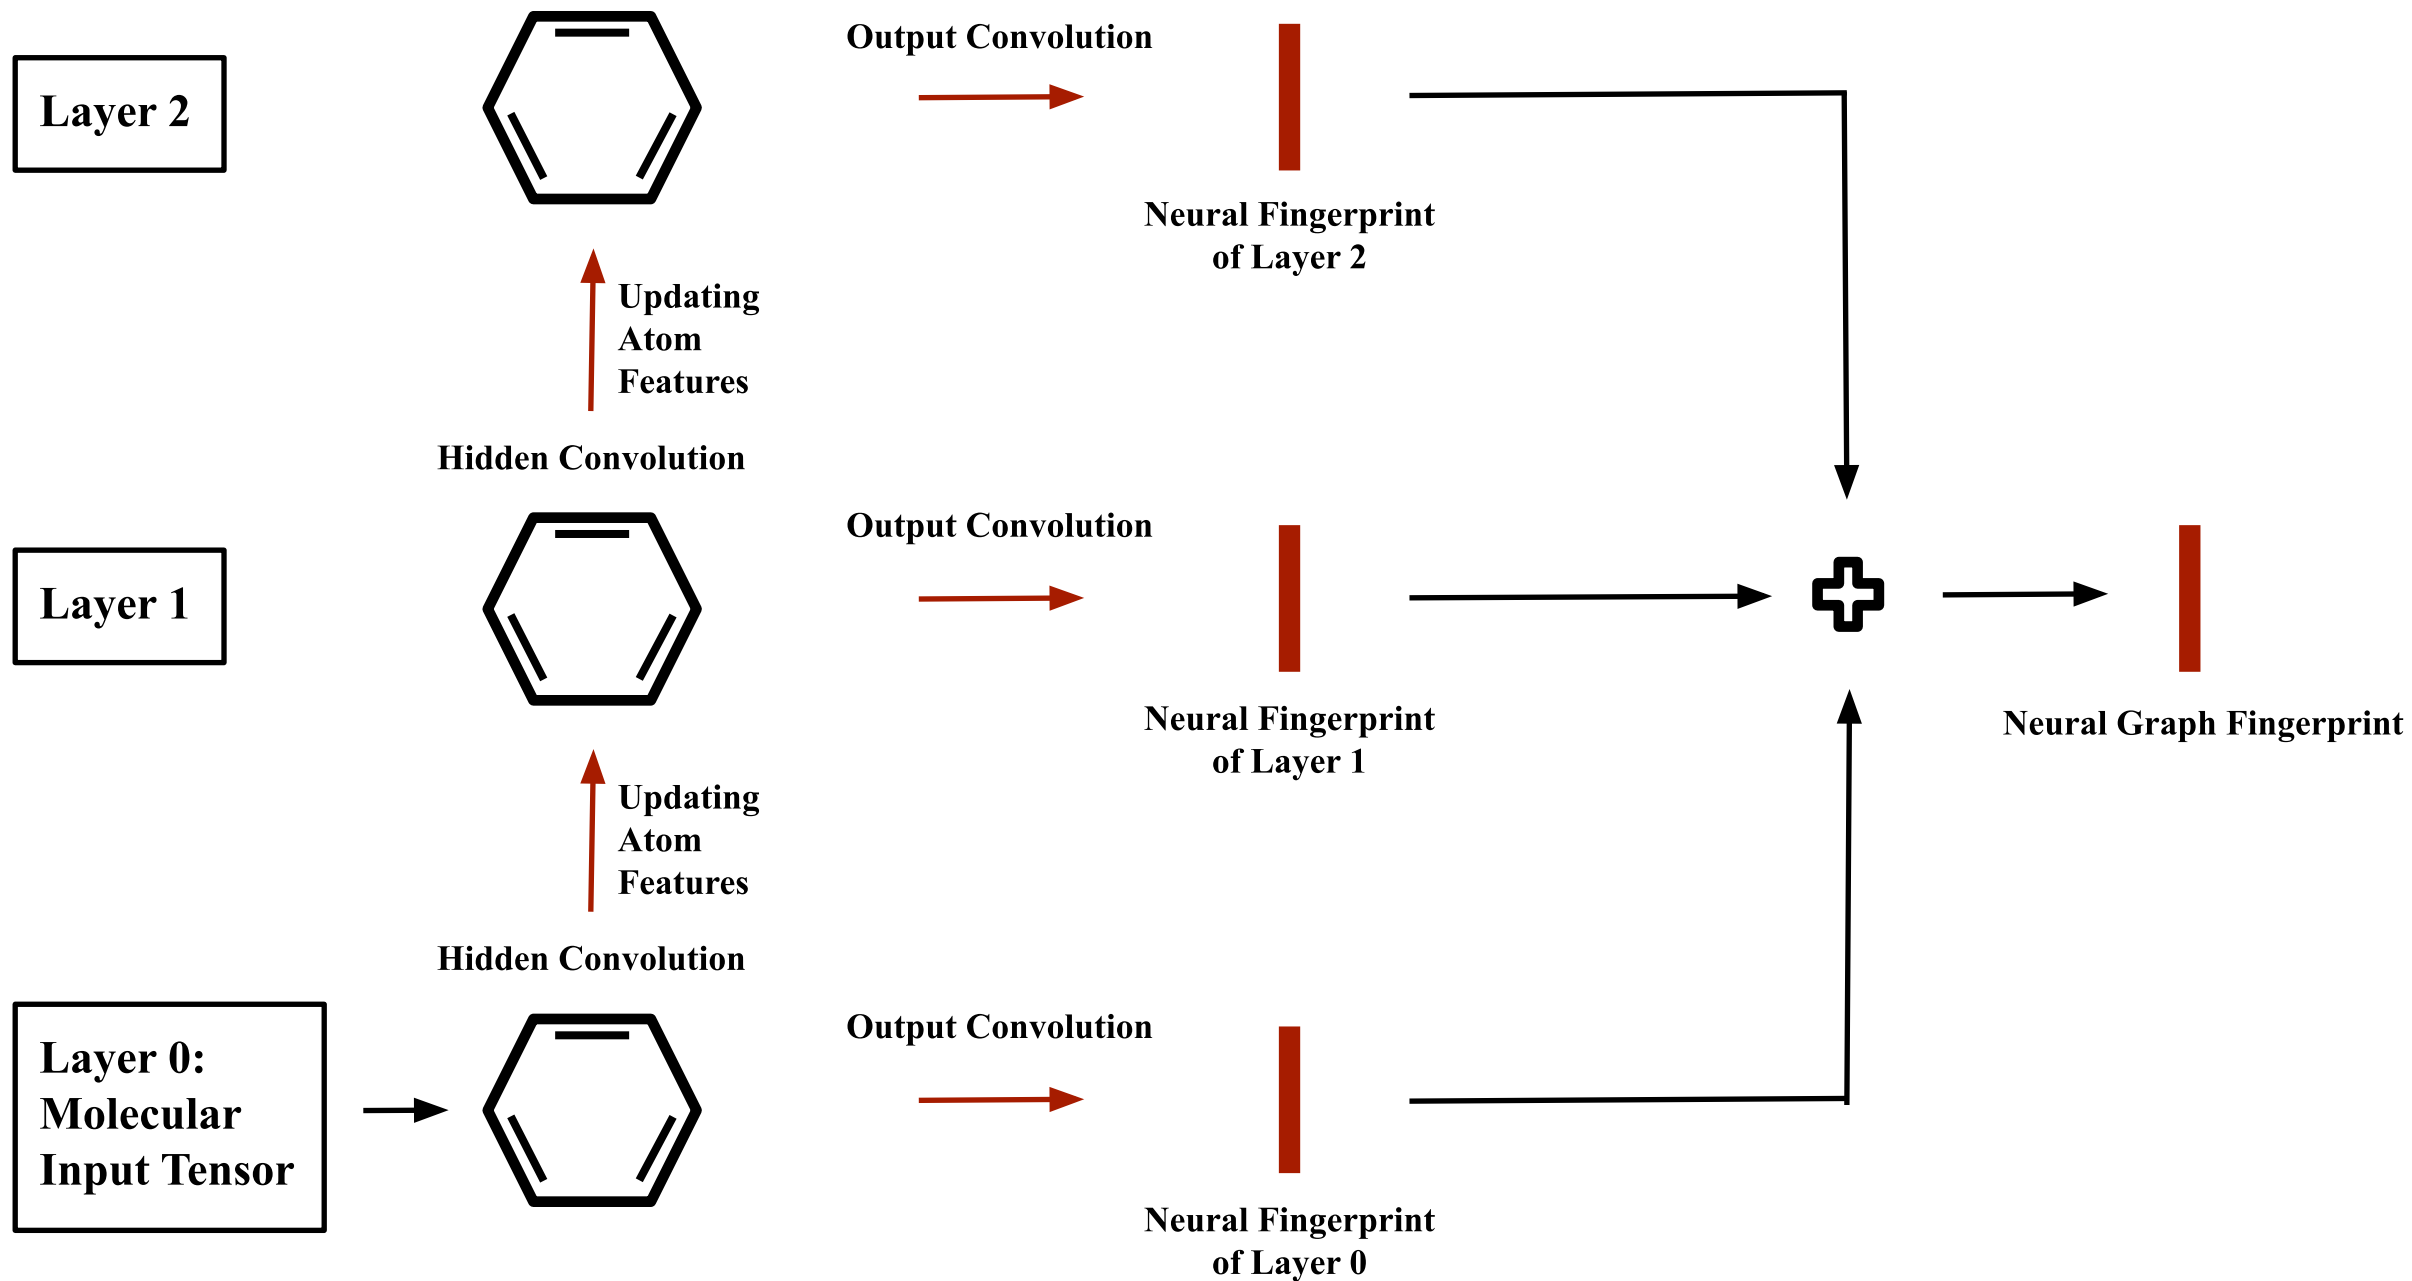 Layer 2
Output Convolution
Neural Fingerprint
of Layer 2
Updating
Atom
Features
Hidden Convolution
Layer 1
Output Convolution
Neural Fingerprint
of Layer 1
Neural Graph Fingerprint
Updating
Atom
Features
Hidden Convolution
Layer 0:
Molecular
Input Tensor
Output Convolution
Neural Fingerprint
of Layer 0